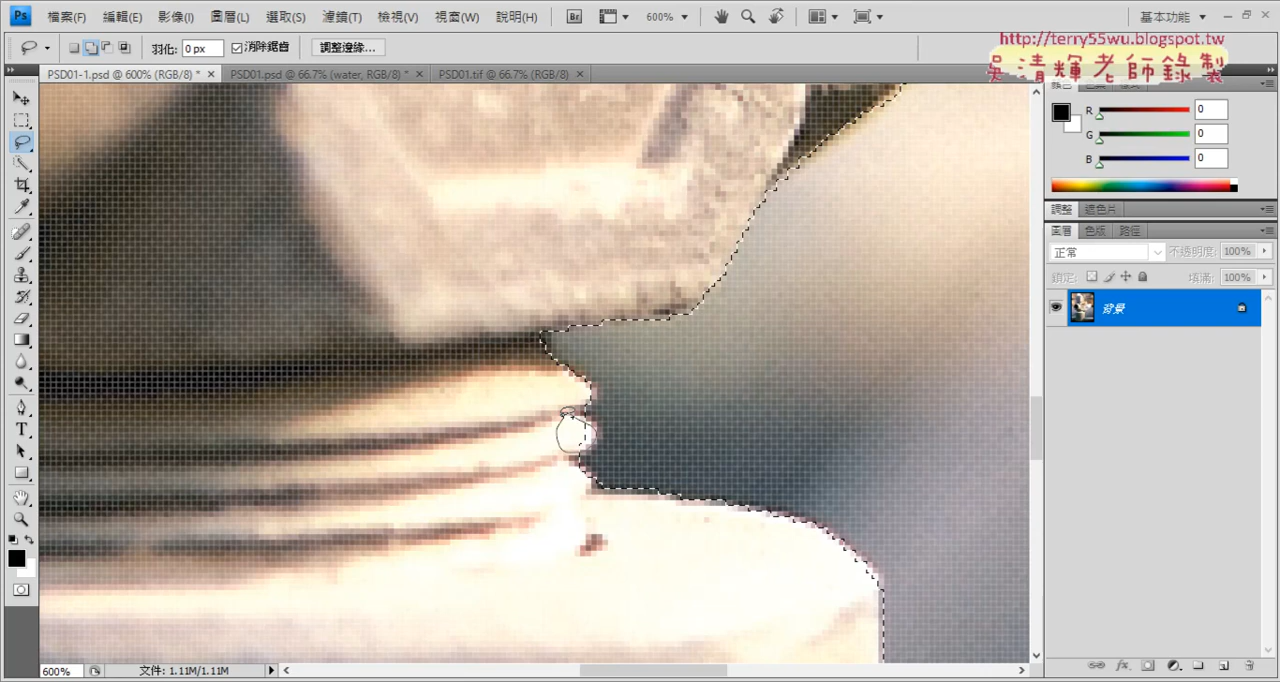 Ps 檔案(F) 編輯(E) 影像(I) 圖層(L) 選取(S) 濾鏡(T) 檢視(V) 視窗(W) 說明(H) Br 600% 基本功能
http://terry55wu.blogspot.tw
吳清輝老師錄製
羽化: 0 px 消除鋸齒 調整邊緣...
PSD01-1.psd @ 600% (RGB/8) * × PSD01.psd @ 66.7% (water, RGB/8) * × PSD01.tif @ 66.7% (RGB/8) ×
R 0
G 0
B 0
調整 遮色片
圖層 色版 路徑
正常 不透明度: 100%
鎖定: 填滿: 100%
背景
T
600% 文件: 1.11M/1.11M